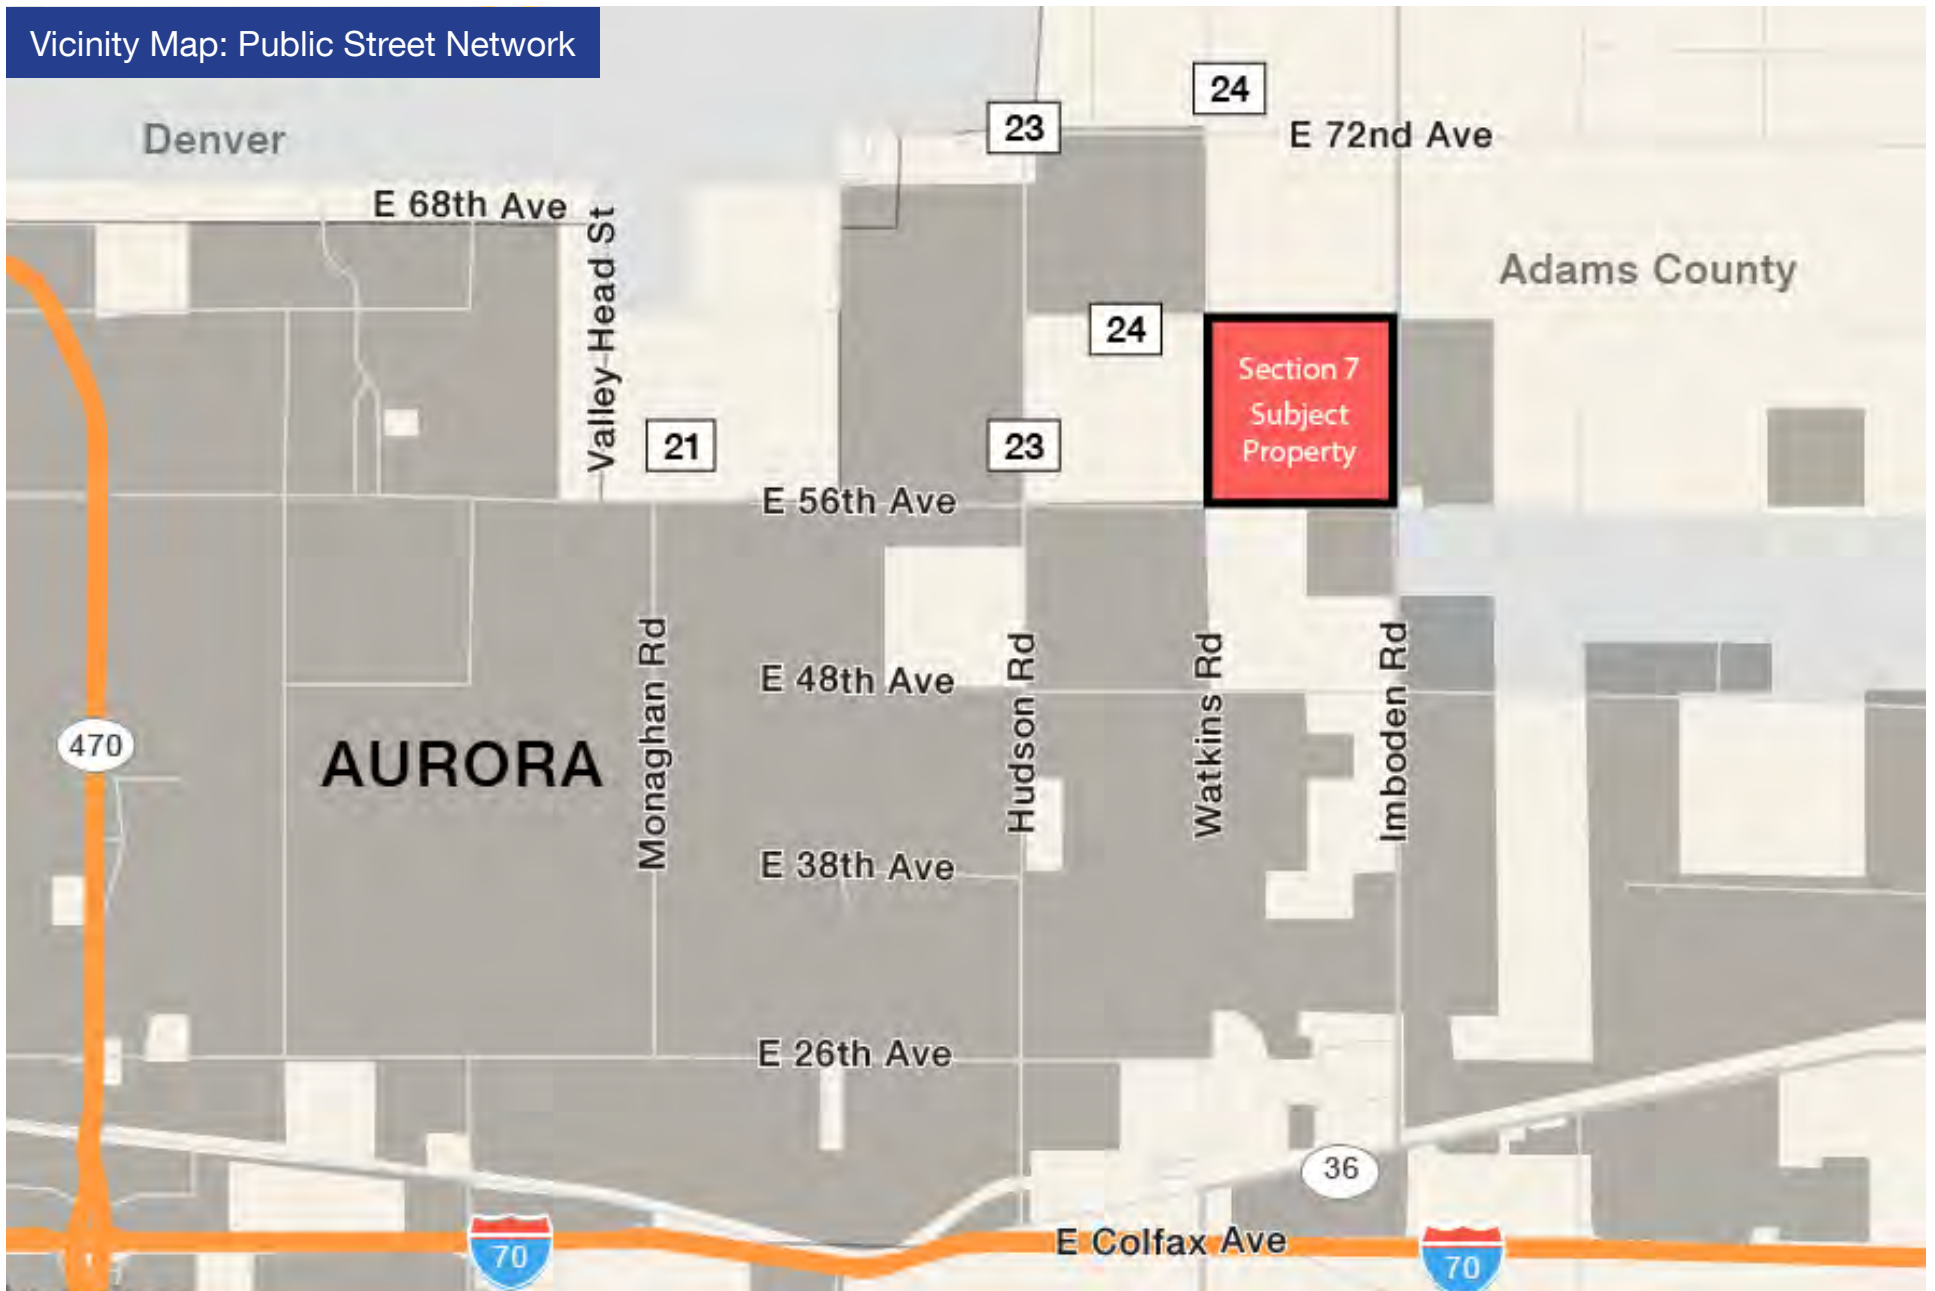 Vicinity Map: Public Street Network
24
23
E 72nd Ave
Denver
E 68th Ave
Valley Head St
Adams County
24
Section 7
Subject
Property
21
23
E 56th Ave
Monaghan Rd
Hudson Rd
Watkins Rd
Imboden Rd
E 48th Ave
470
AURORA
E 38th Ave
E 26th Ave
36
E Colfax Ave
70
70